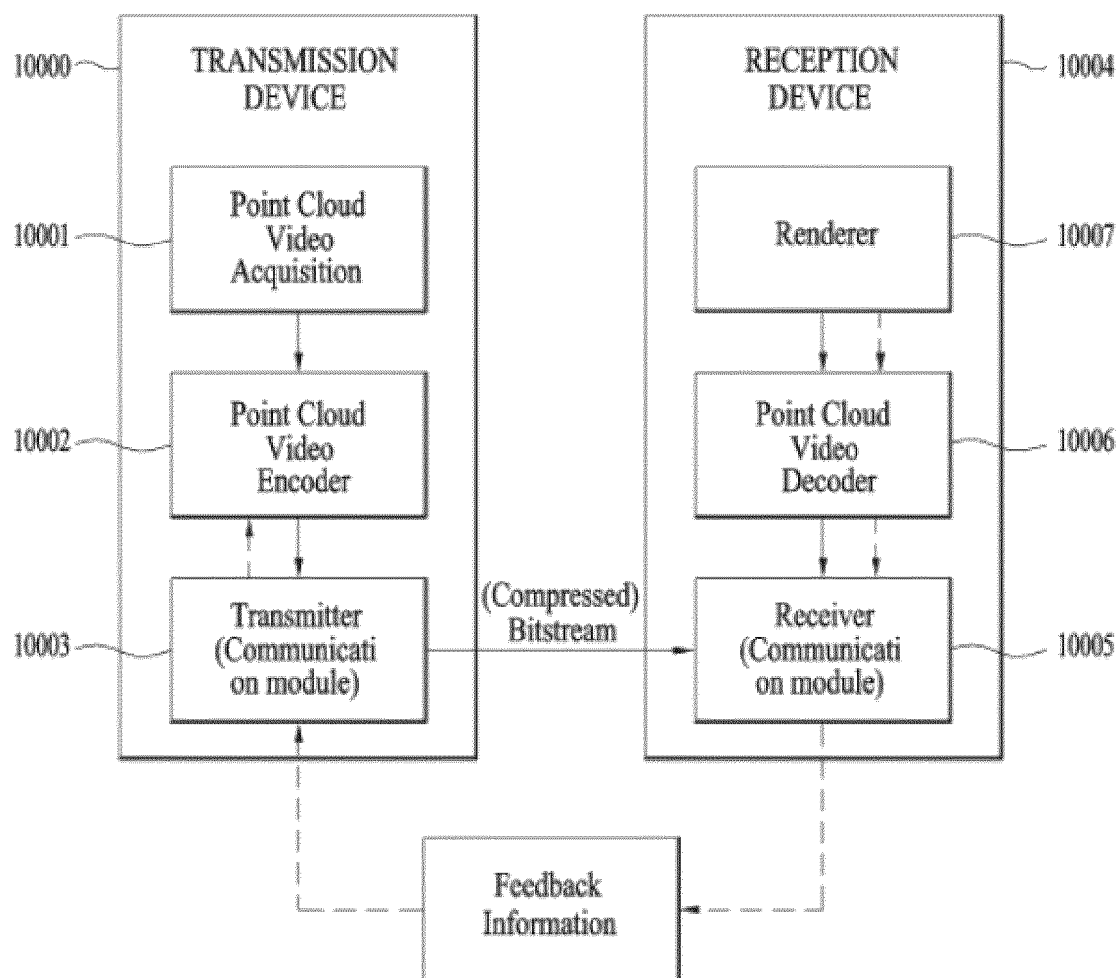 10000
TRANSMISSION
DEVICE
10001
Point Cloud
Video
Acquisition
10002
Point Cloud
Video
Encoder
10003
Transmitter
(Communicati
on module)
(Compressed)
Bitstream
RECEPTION
DEVICE
10004
Renderer
10007
Point Cloud
Video
Decoder
10006
Receiver
(Communicati
on module)
10005
Feedback
Information